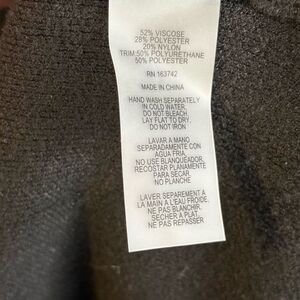 52% VISCOSE
28% POLYESTER
20% NYLON
TRIM:50% POLYURETHANE
50% POLYESTER
RN 163742
MADE IN CHINA
HAND WASH SEPARATELY
IN COLD WATER,
DO NOT BLEACH.
LAY FLAT TO DRY.
DO NOT IRON
LAVAR A MANO
SEPARADAMENTE CON
AGUA FRIA.
NO USE BLANQUEADOR.
RECOSTAR PLANAMENTE
PARA SECAR.
NO PLANCHE
LAVER SEPAREMENT A
LA MAIN A L'EAU FROIDE.
NE PAS BLANCHIR.
SECHER A PLAT.
NE PAS REPASSER